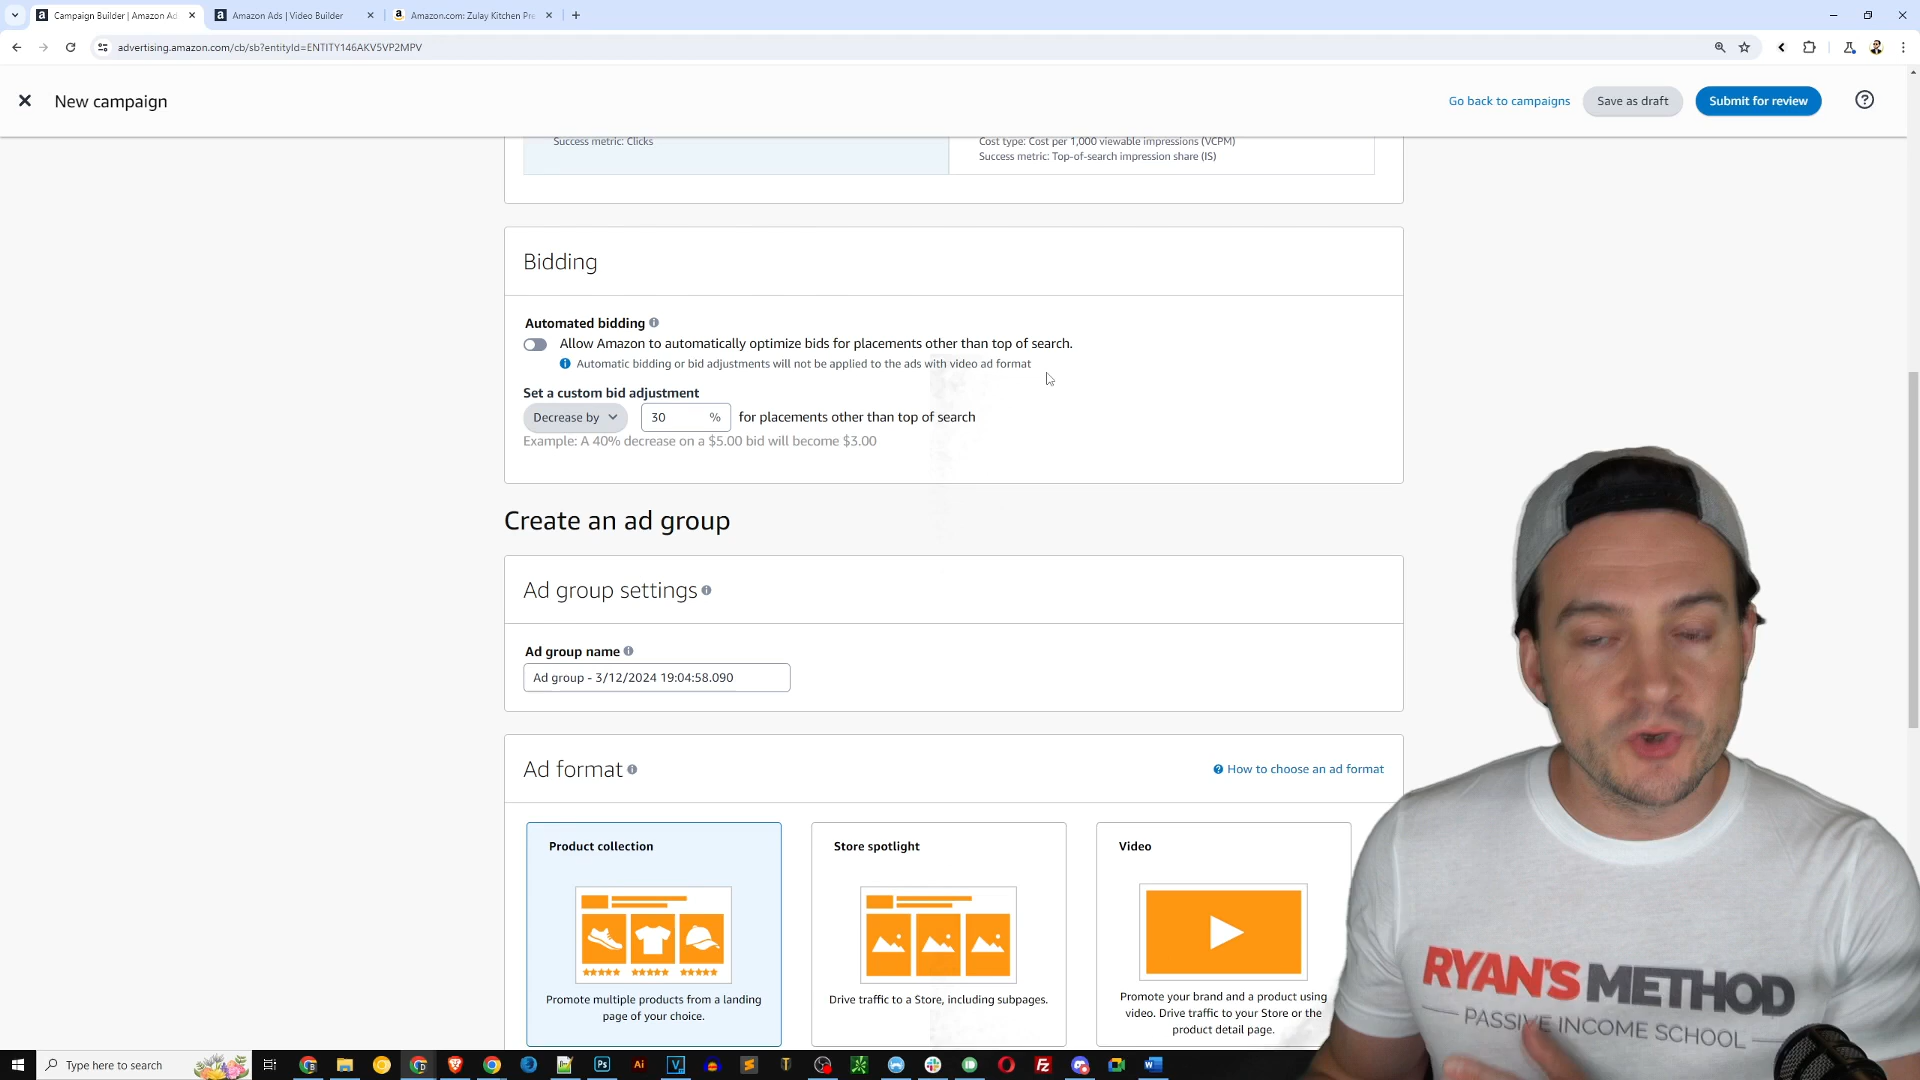 Campaign Builder | Amazon Ad
Amazon Ads | Video Builder
Amazon.com: Zulay Kitchen Pre
advertising.amazon.com/cb/sb?entityId=ENTITY146AKV5VP2MPV
New campaign
Go back to campaigns
Save as draft
Submit for review
Success metric: Clicks
Cost type: Cost per 1,000 viewable impressions (VCPM)
Success metric: Top-of-search impression share (IS)
Bidding
Automated bidding
Allow Amazon to automatically optimize bids for placements other than top of search.
Automatic bidding or bid adjustments will not be applied to the ads with video ad format
Set a custom bid adjustment
Decrease by 30 % for placements other than top of search
Example: A 40% decrease on a $5.00 bid will become $3.00
Create an ad group
Ad group settings
Ad group name
Ad group - 3/12/2024 19:04:58.090
Ad format
How to choose an ad format
Product collection
Promote multiple products from a landing
page of your choice.
Store spotlight
Drive traffic to a Store, including subpages.
Video
Promote your brand and a product using
video. Drive traffic to your Store or the
product detail page.
RYAN'S METHOD
PASSIVE INCOME SCHOOL
Type here to search